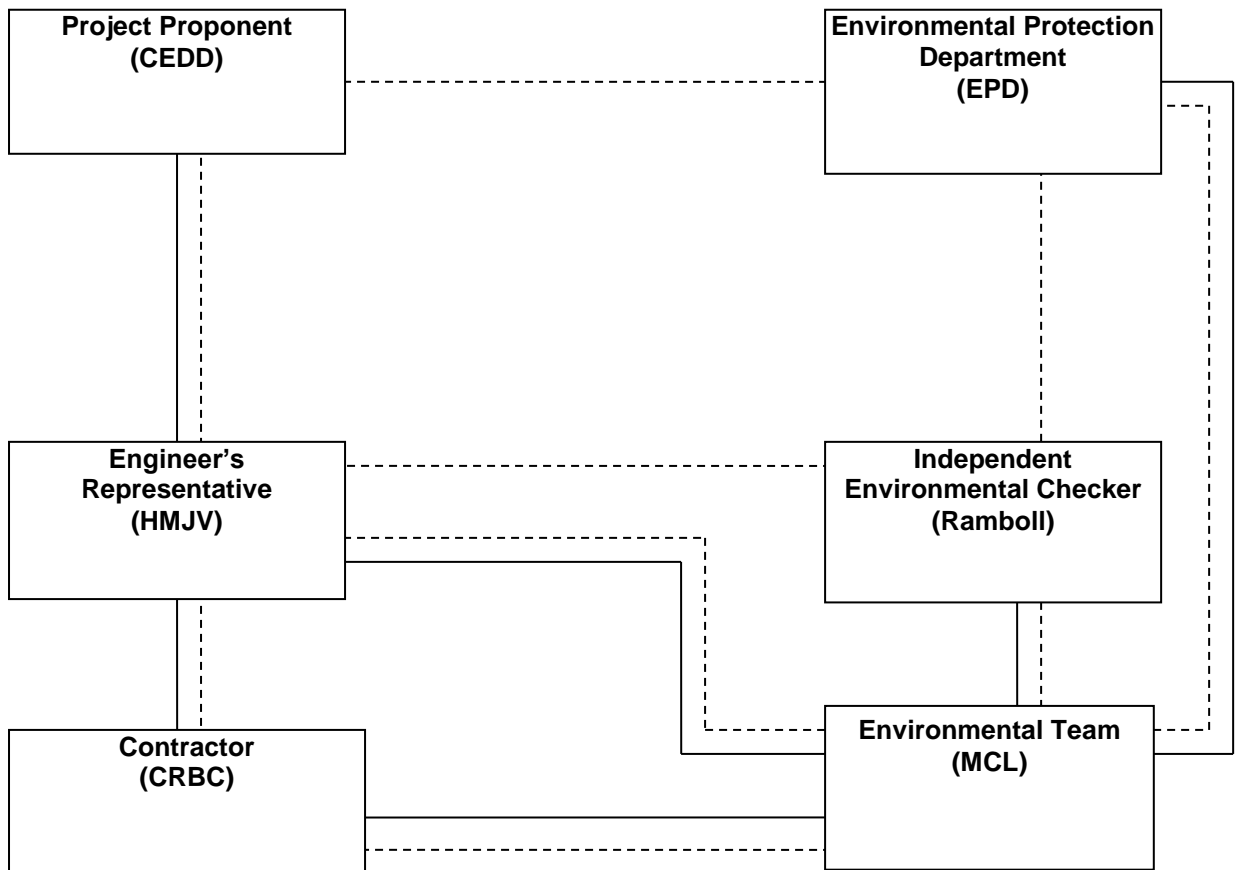 Project Proponent
(CEDD)
Environmental Protection
Department
(EPD)
Engineer’s
Representative
(HMJV)
Independent
Environmental Checker
(Ramboll)
Contractor
(CRBC)
Environmental Team
(MCL)